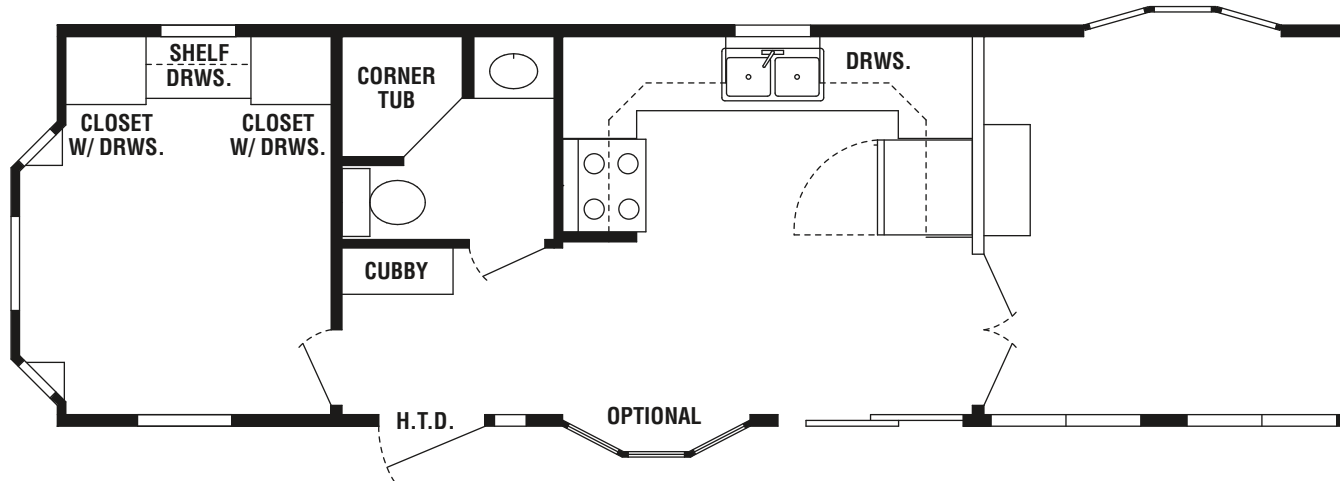 SHELF
DRWS.
CLOSET
W/ DRWS.
CLOSET
W/ DRWS.
CORNER
TUB
DRWS.
CUBBY
H.T.D.
OPTIONAL